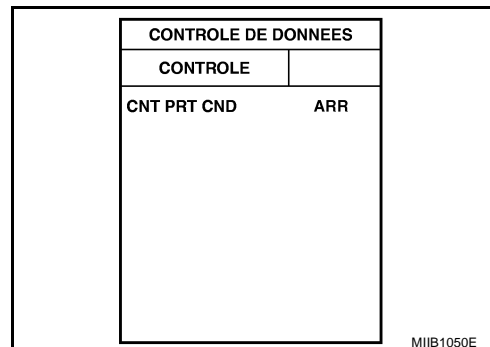 CONTROLE DE DONNEES
CONTROLE
CNT PRT CND ARR
MIIB1050E